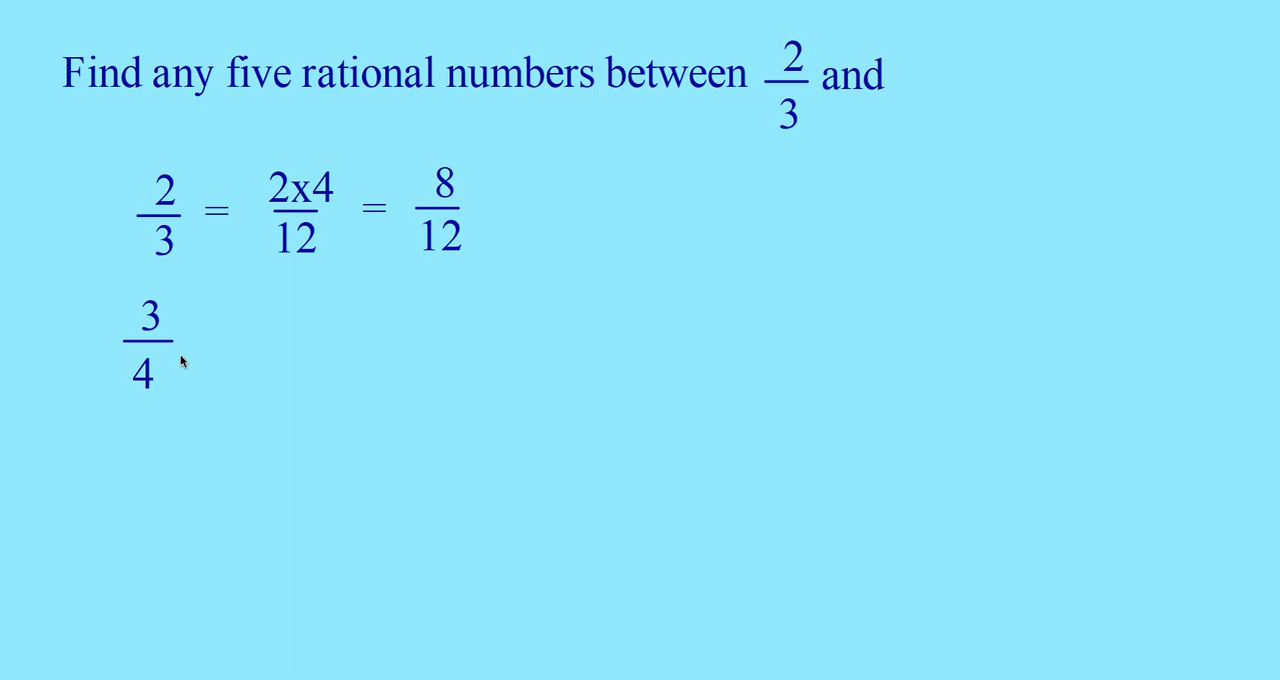 Find any five rational numbers between 2/3 and
2/3 = 2x4/12 = 8/12
3/4